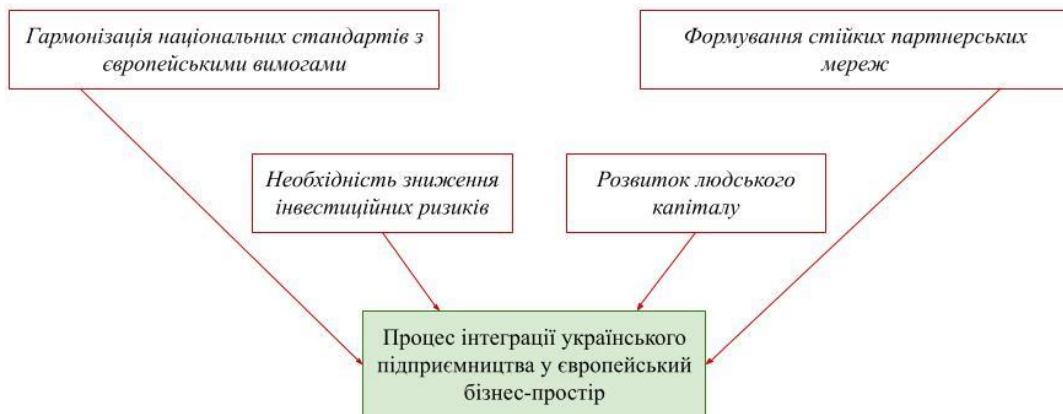 Гармонізація національних стандартів з
європейськими вимогами
Формування стійких партнерських
мереж
Необхідність зниження
інвестиційних ризиків
Розвиток людського
капіталу
Процес інтеграції українського
підприємництва у європейський
бізнес-простір